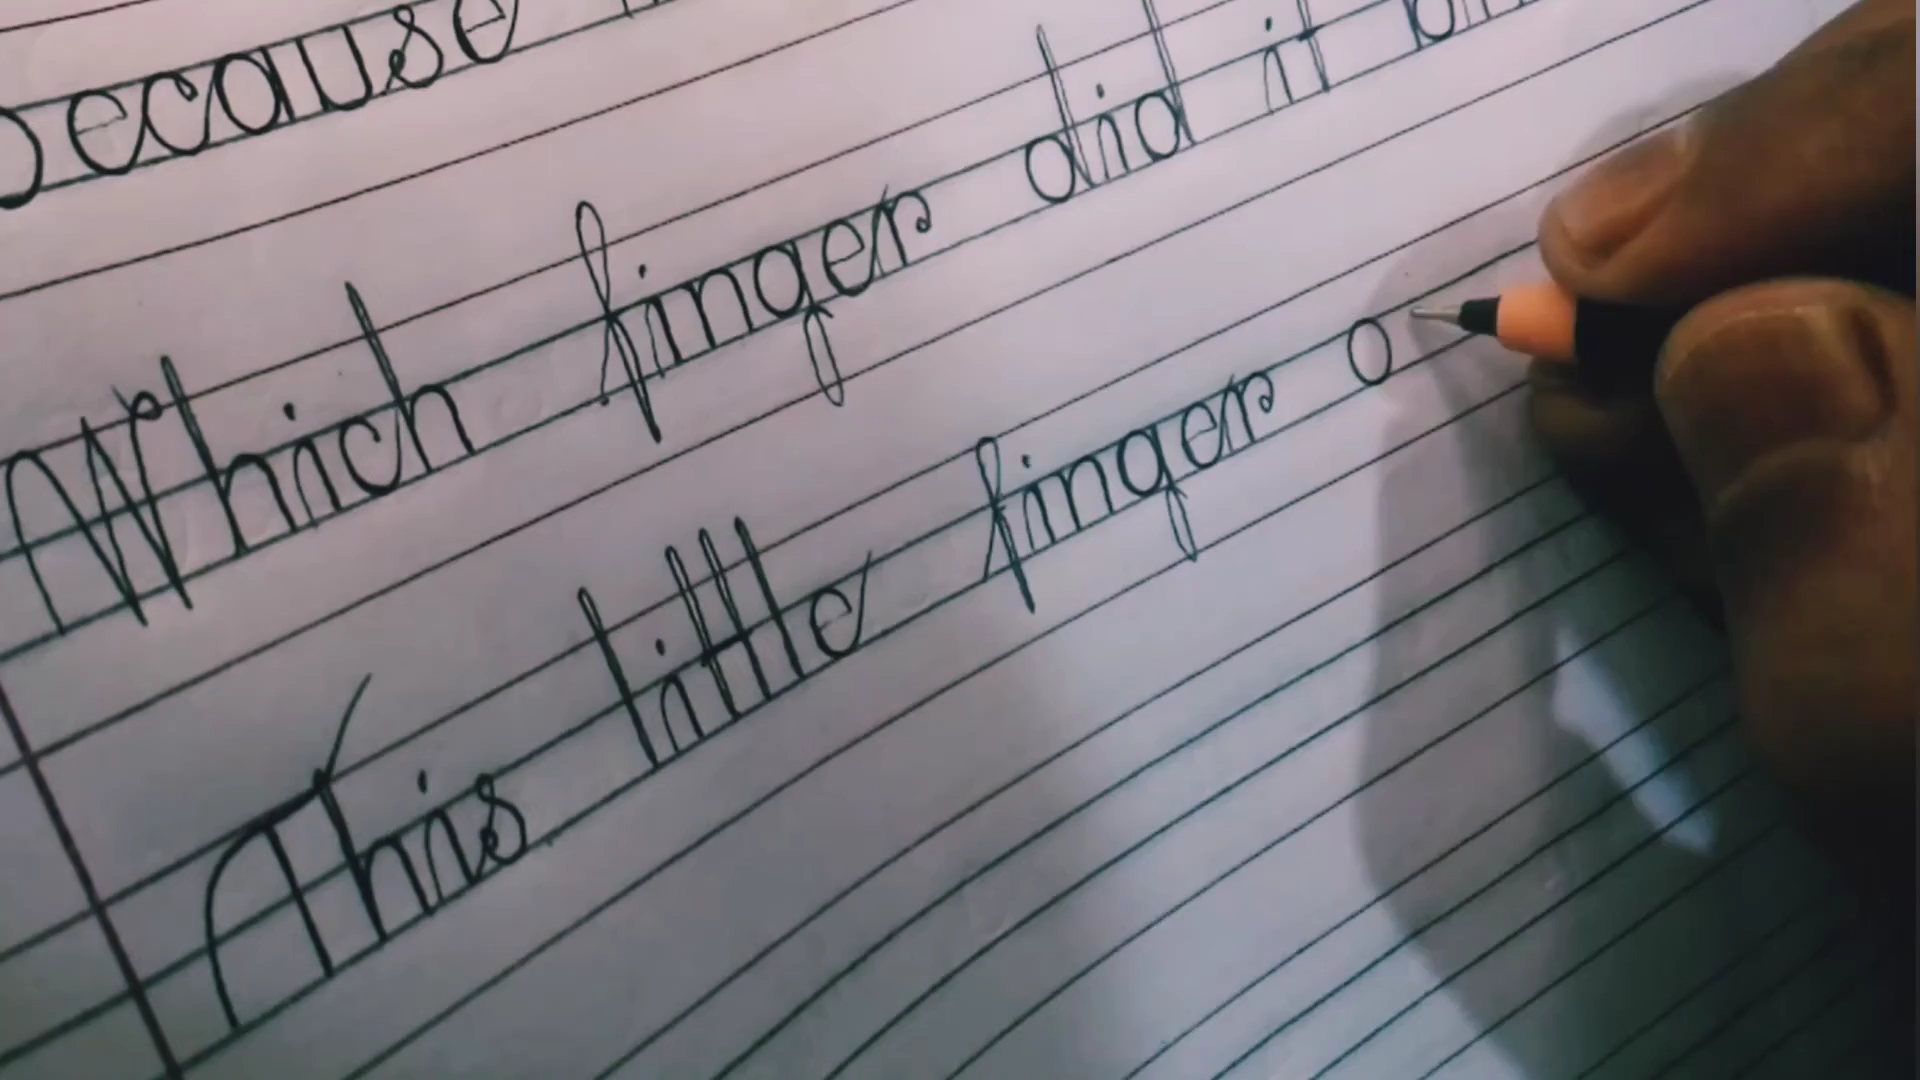 because
Which finger did it
This little finger o